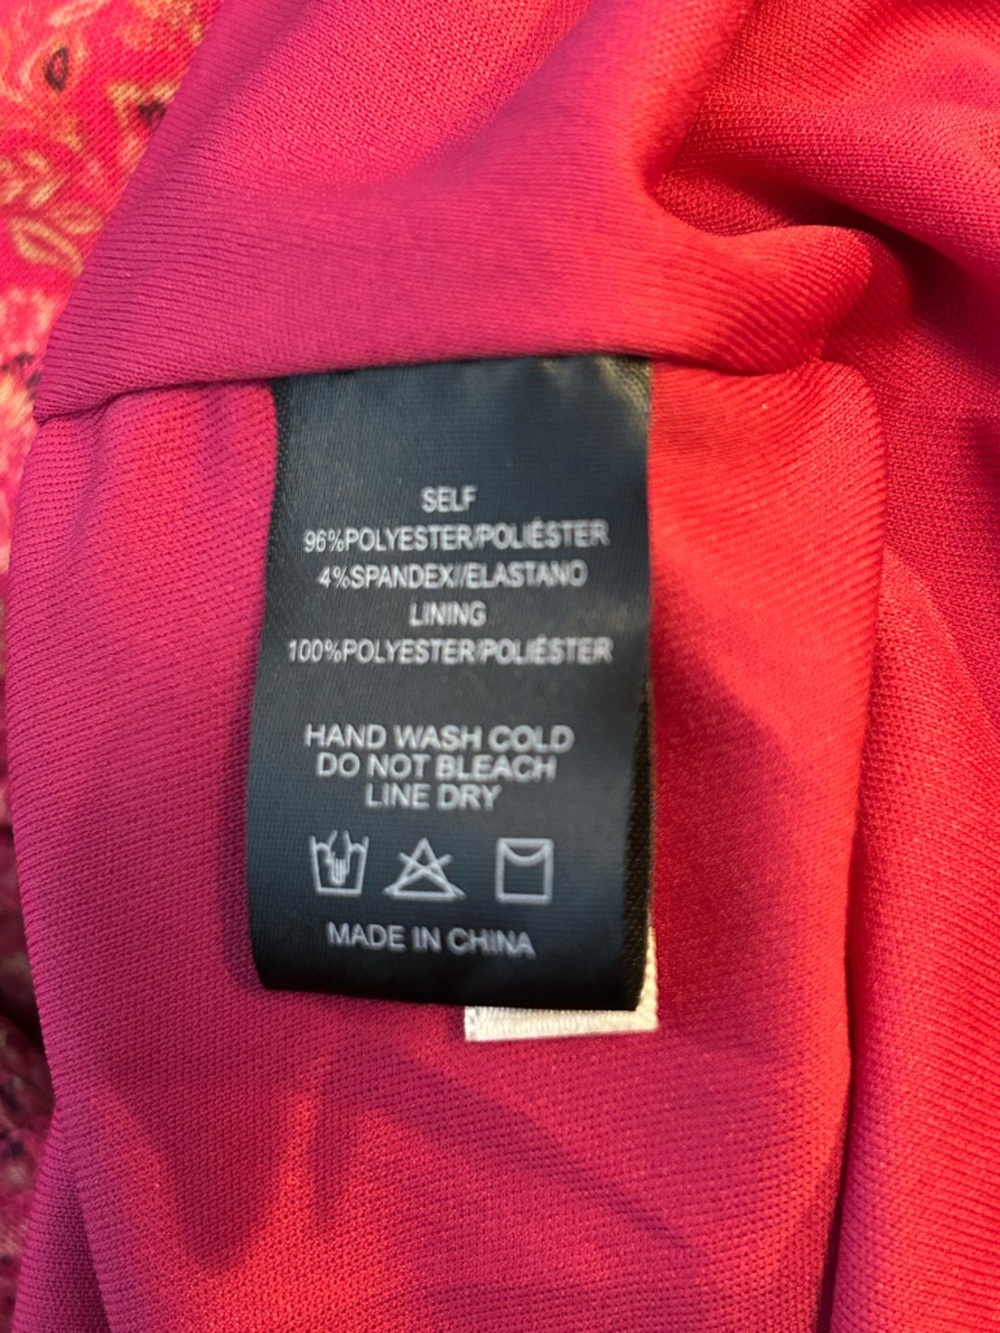 SELF
96%POLYESTER/POLIÉSTER
4%SPANDEX//ELASTANO
LINING
100%POLYESTER/POLIÉSTER
HAND WASH COLD
DO NOT BLEACH
LINE DRY
MADE IN CHINA